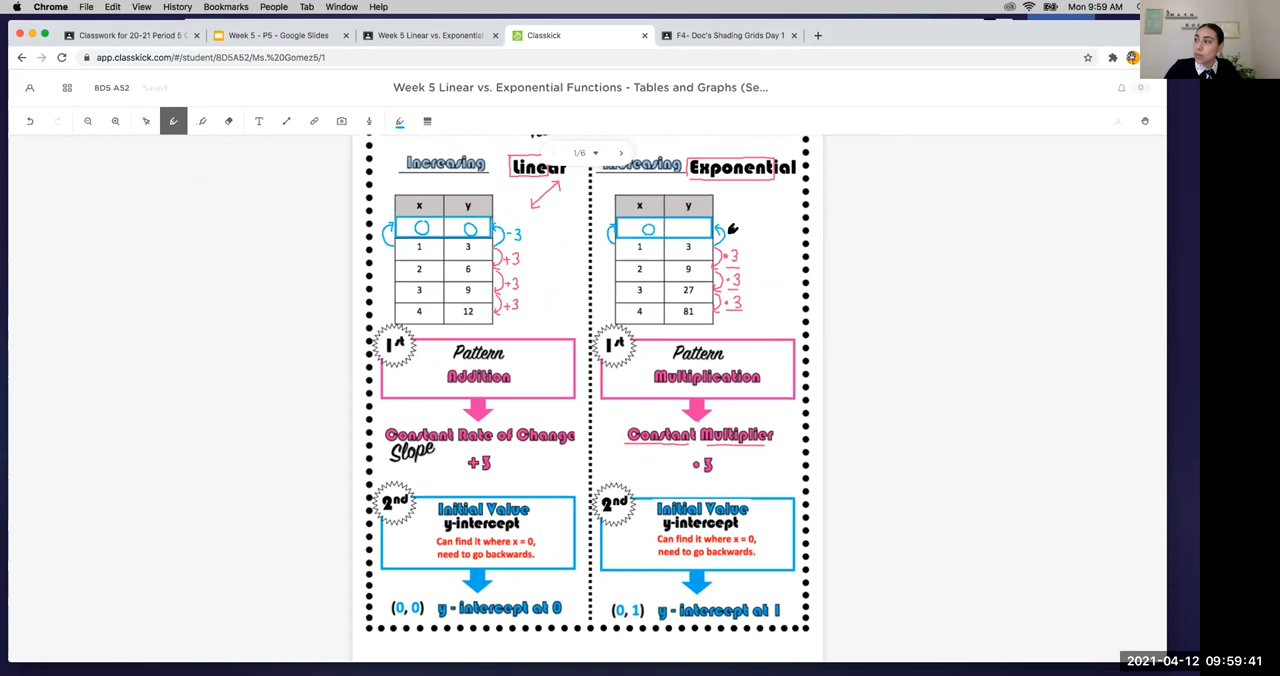 Chrome File Edit View History Bookmarks People Tab Window Help Mon 9:59 AM
Classwork for 20-21 Period 5 Week 5 - P5 - Google Slides Week 5 Linear vs. Exponential Classkick F4- Doc's Shading Grids Day 1
app.classkick.com/#/student/BD5A52/Ms.%20Gomez5/1
BD5 A52 Saved Week 5 Linear vs. Exponential Functions - Tables and Graphs (Se... 0
1/6
Increasing Linear
x y
0 0 -3
1 3 +3
2 6 +3
3 9 +3
4 12
1st
Pattern
Addition
Constant Rate of Change
Slope
+3
2nd
Initial Value
y-intercept
Can find it where x = 0,
need to go backwards.
(0, 0) y - intercept at 0
Increasing Exponential
x y
0
1 3 •3
2 9 •3
3 27 •3
4 81
1st
Pattern
Multiplication
Constant Multiplier
•3
2nd
Initial Value
y-intercept
Can find it where x = 0,
need to go backwards.
(0, 1) y - intercept at 1
2021-04-12 09:59:41